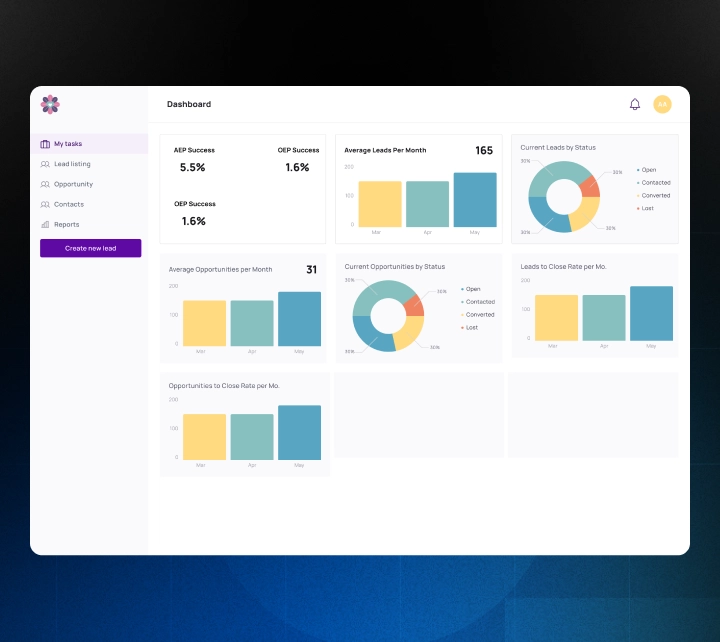 Dashboard
AA
My tasks
Lead listing
Opportunity
Contacts
Reports
Create new lead
AEP Success
OEP Success
5.5%
1.6%
OEP Success
1.6%
Average Leads Per Month
165
200
100
0
Mar
Apr
May
Current Leads by Status
30%
30%
30%
30%
Open
Contacted
Converted
Lost
Average Opportunities per Month
31
200
100
0
Mar
Apr
May
Current Opportunities by Status
30%
30%
30%
30%
Open
Contacted
Converted
Lost
Leads to Close Rate per Mo.
200
100
0
Mar
Apr
May
Opportunities to Close Rate per Mo.
200
100
0
Mar
Apr
May